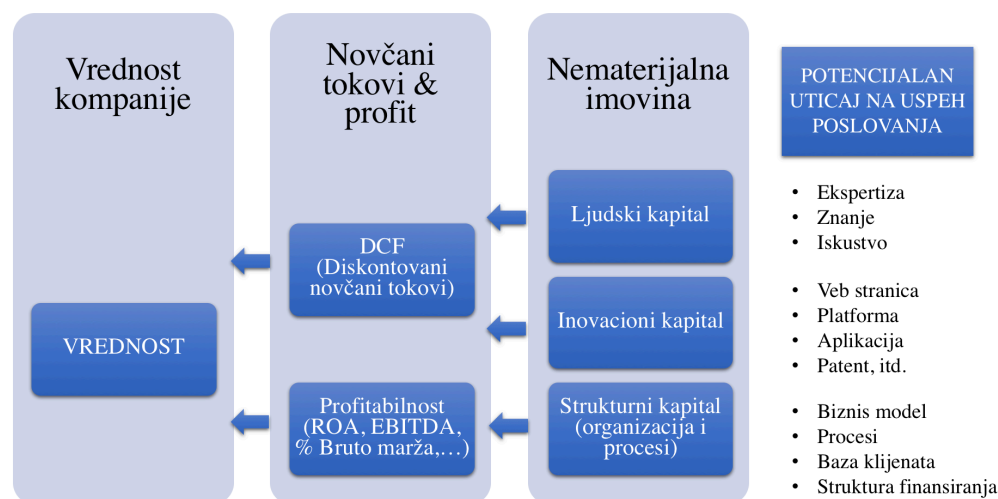 Vrednost
kompanije
VREDNOST
Novčani
tokovi &
profit
DCF
(Diskontovani
novčani tokovi)
Profitabilnost
(ROA, EBITDA,
% Bruto marža,…)
Nematerijalna
imovina
Ljudski kapital
Inovacioni kapital
Strukturni kapital
(organizacija i
procesi)
POTENCIJALAN
UTICAJ NA USPEH
POSLOVANJA
• Ekspertiza
• Znanje
• Iskustvo
• Veb stranica
• Platforma
• Aplikacija
• Patent, itd.
• Biznis model
• Procesi
• Baza klijenata
• Struktura finansiranja